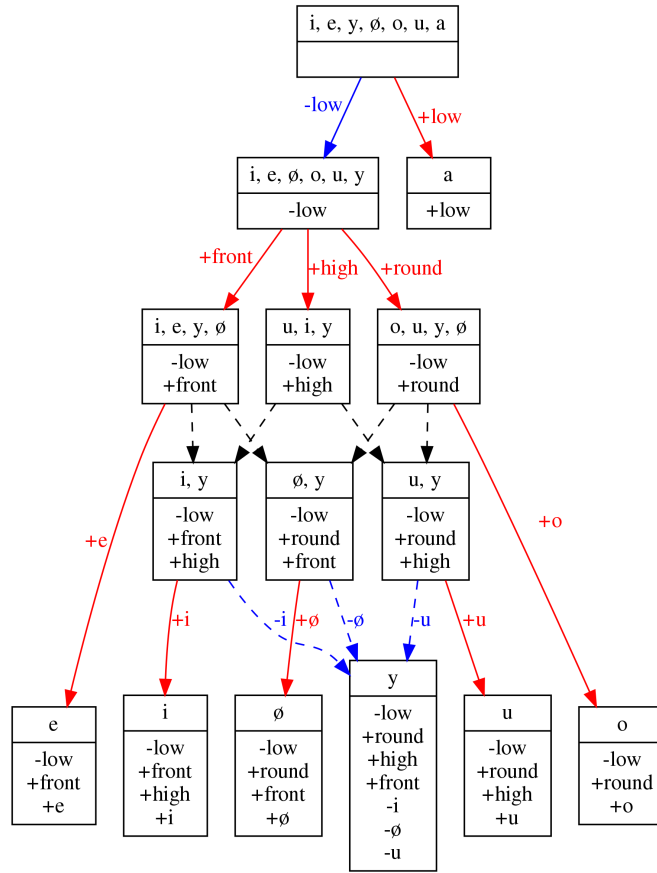 i, e, y, ø, o, u, a
-low
+low
i, e, ø, o, u, y
-low
a
+low
+front
+high
+round
i, e, y, ø
-low
+front
u, i, y
-low
+high
o, u, y, ø
-low
+round
i, y
-low
+front
+high
ø, y
-low
+round
+front
u, y
-low
+round
+high
+e
+o
+i
-i
+ø
-ø
-u
+u
e
-low
+front
+e
i
-low
+front
+high
+i
ø
-low
+round
+front
+ø
y
-low
+round
+high
+front
-i
-ø
-u
u
-low
+round
+high
+u
o
-low
+round
+o